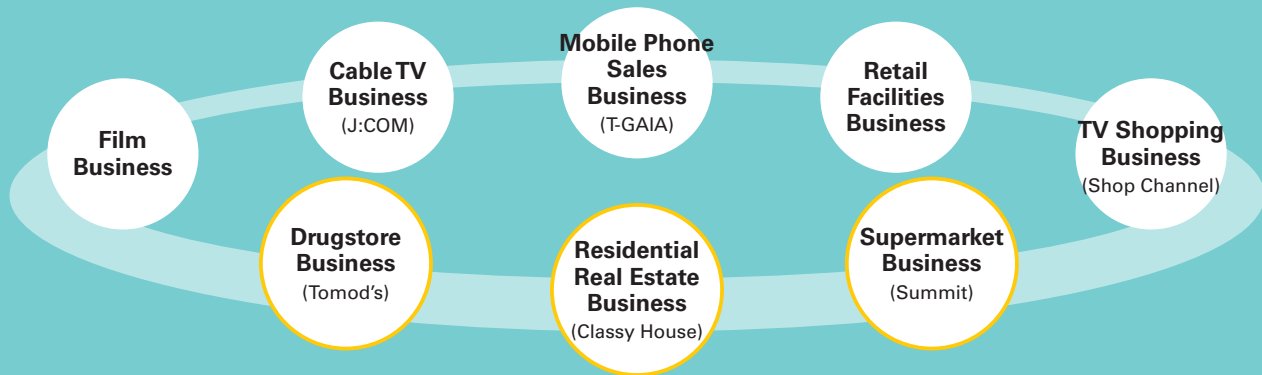 Film
Business
Cable TV
Business
(J:COM)
Mobile Phone
Sales
Business
(T-GAIA)
Retail
Facilities
Business
TV Shopping
Business
(Shop Channel)
Drugstore
Business
(Tomod's)
Residential
Real Estate
Business
(Classy House)
Supermarket
Business
(Summit)